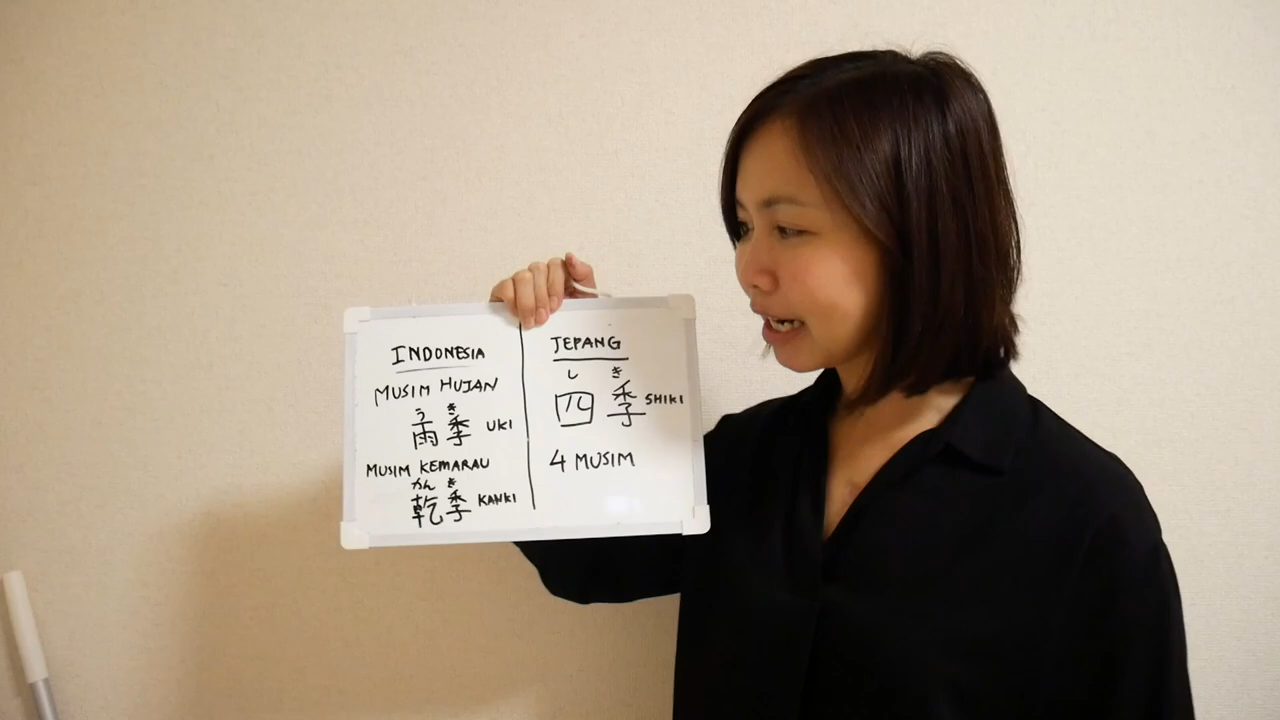 INDONESIA
MUSIM HUJAN
うき
雨季 UKI
MUSIM KEMARAU
かんき
乾季 KANKI
JEPANG
しき
四季 SHIKI
4 MUSIM